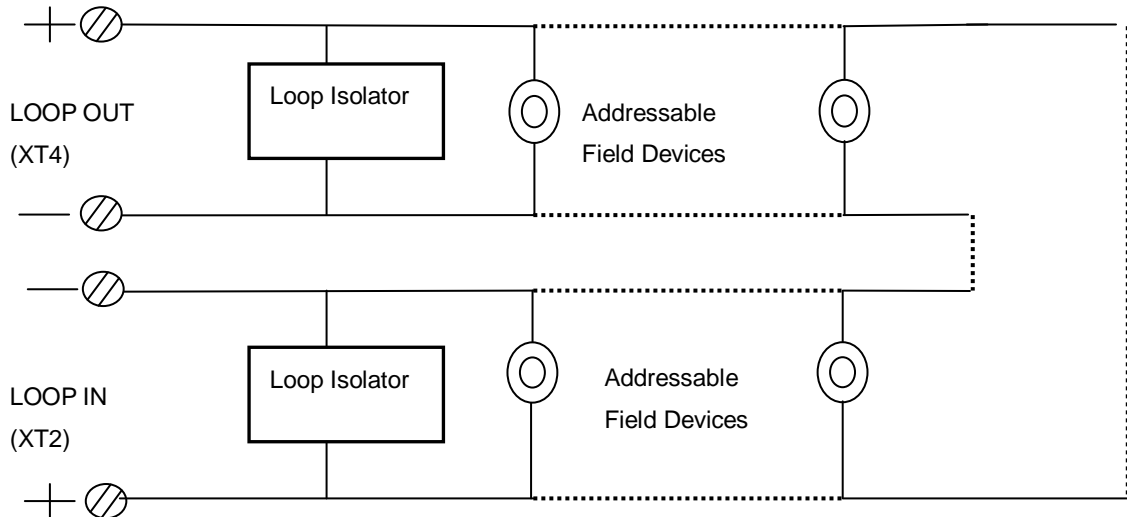 +
LOOP OUT
(XT4)
Loop Isolator
Addressable
Field Devices
—
—
LOOP IN
(XT2)
Loop Isolator
Addressable
Field Devices
+